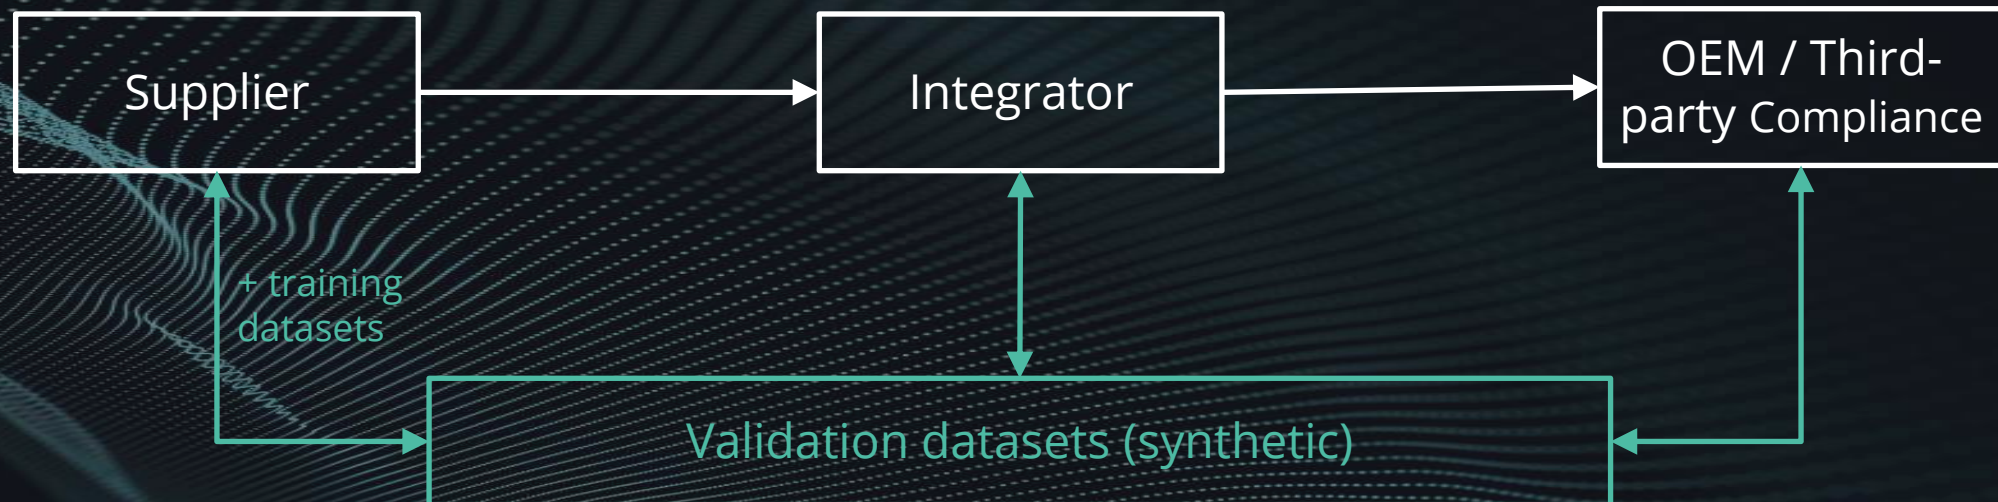 Supplier
Integrator
OEM / Third-
party Compliance
+ training
datasets
Validation datasets (synthetic)